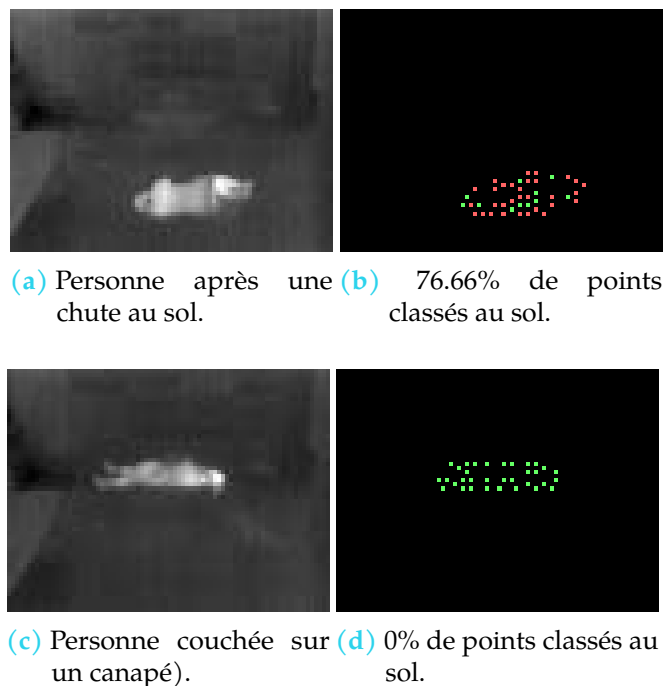 (a) Personne après une
chute au sol.
(b) 76.66% de points
classés au sol.
(c) Personne couchée sur
un canapé).
(d) 0% de points classés au
sol.